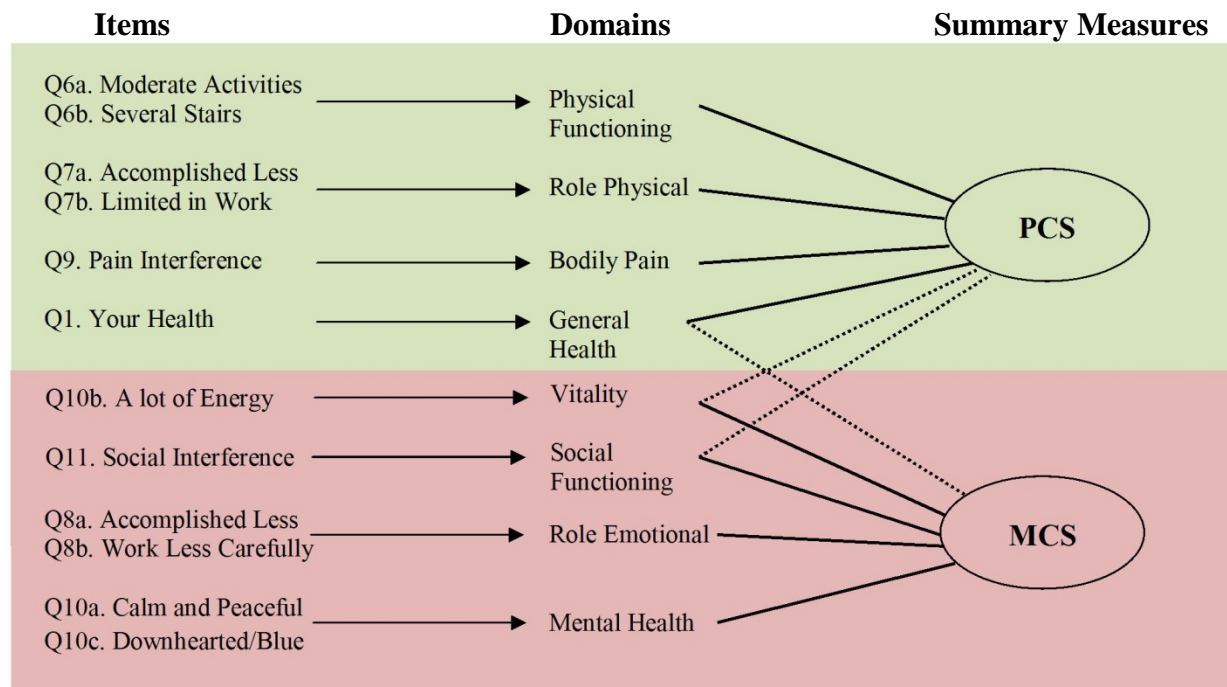 Items Domains Summary Measures
Q6a. Moderate Activities
Q6b. Several Stairs
Physical
Functioning
Q7a. Accomplished Less
Q7b. Limited in Work
Role Physical
PCS
Q9. Pain Interference
Bodily Pain
Q1. Your Health
General
Health
Q10b. A lot of Energy
Vitality
Q11. Social Interference
Social
Functioning
Q8a. Accomplished Less
Q8b. Work Less Carefully
Role Emotional
MCS
Q10a. Calm and Peaceful
Q10c. Downhearted/Blue
Mental Health